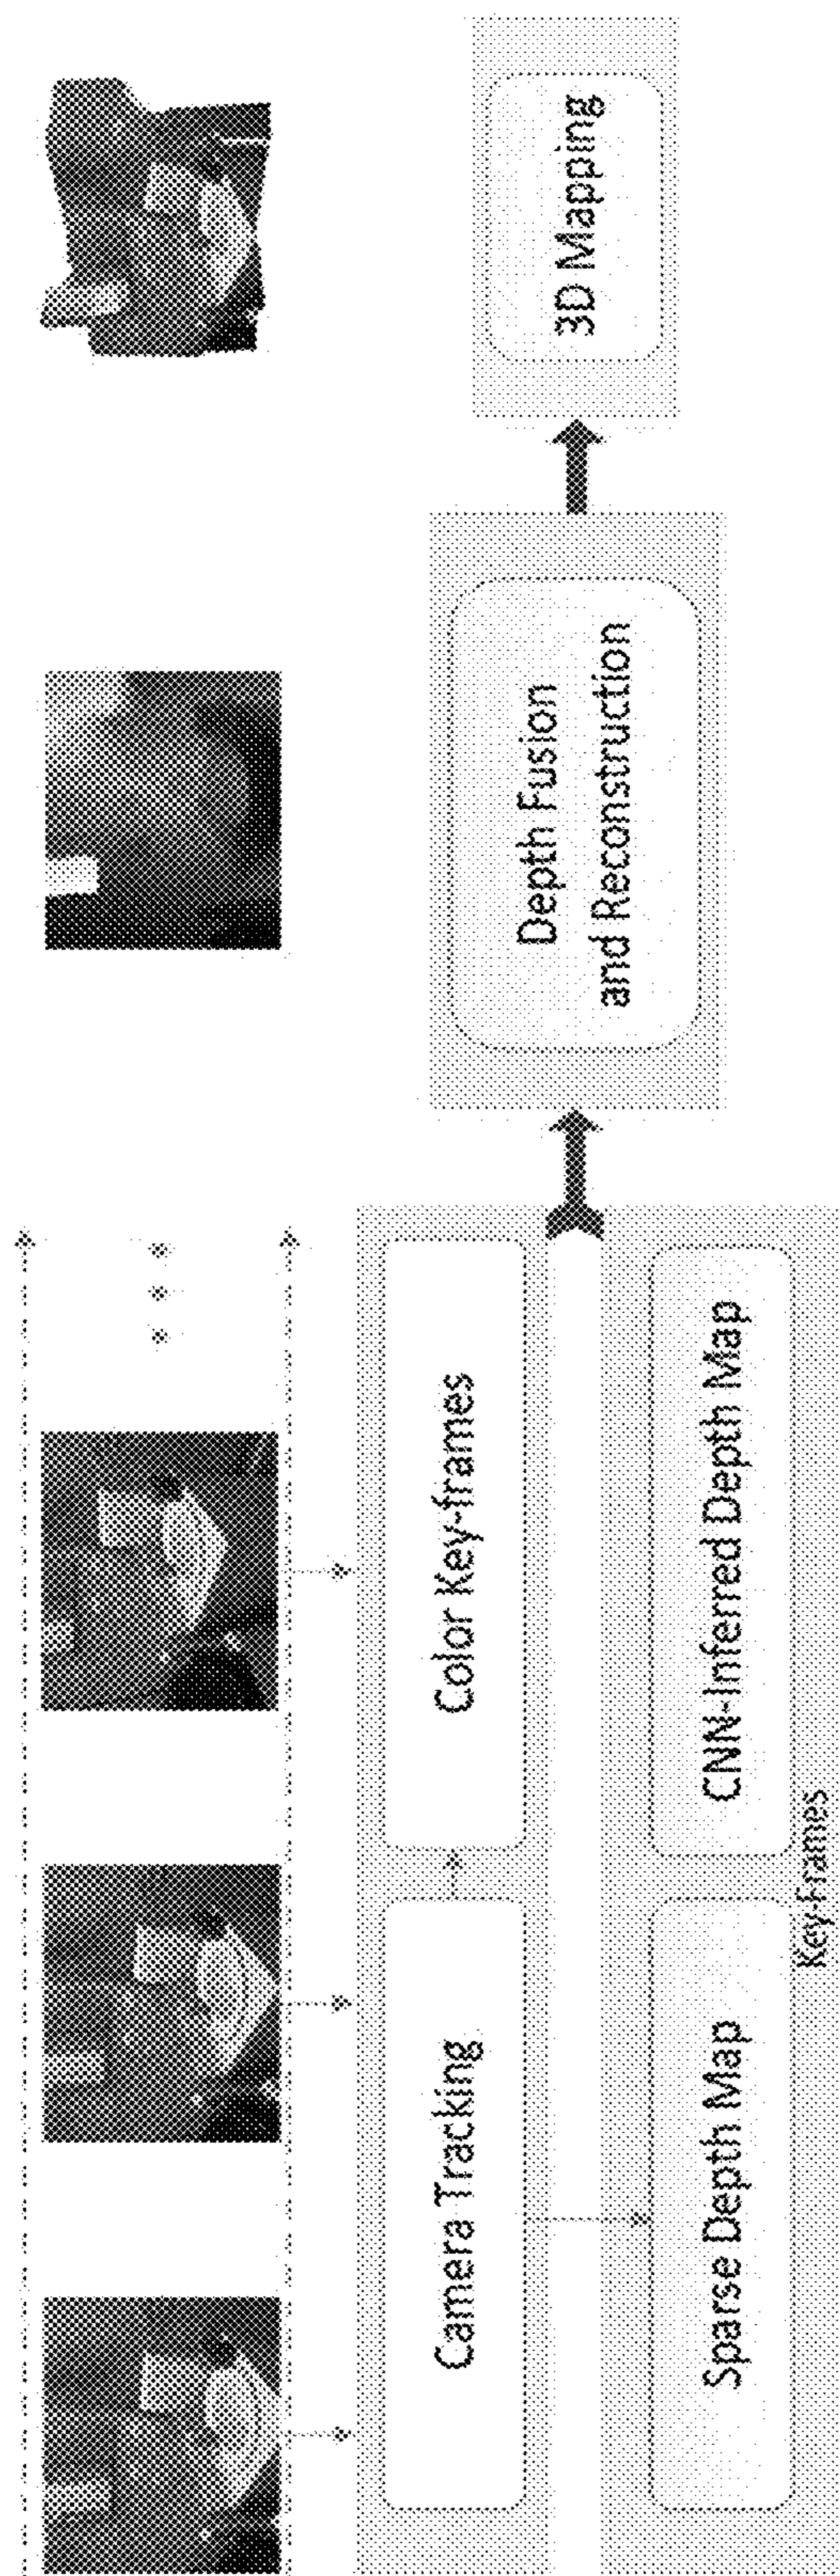 Camera Tracking
Color Key-frames
Sparse Depth Map
CNN-Inferred Depth Map
Key-Frames
Depth Fusion
and Reconstruction
3D Mapping